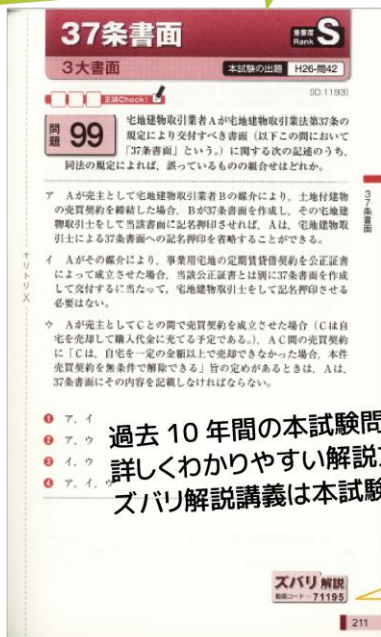 37条書面
重要度
Rank S
3大書面
本試験の出題 H26-問42
正誤Check!
ID:1193
問題 99
宅地建物取引業者Aが宅地建物取引業法第37条の
規定により交付すべき書面（以下この問において
「37条書面」という。）に関する次の記述のうち、
同法の規定によれば、誤っているものの組合せはどれか。
ア Aが売主として宅地建物取引業者Bの媒介により、土地付建物
の売買契約を締結した場合、Bが37条書面を作成し、その宅地建
物取引士をして当該書面に記名押印させれば、Aは、宅地建物取
引士による37条書面への記名押印を省略することができる。
イ Aがその媒介により、事業用宅地の定期賃貸借契約を公正証書
によって成立させた場合、当該公正証書とは別に37条書面を作成
して交付するに当たって、宅地建物取引士をして記名押印させる
必要はない。
ウ Aが売主としてCとの間で売買契約を成立させた場合（Cは自
宅を売却して購入代金に充てる予定である。）、AC間の売買契約
に「Cは、自宅を一定の金額以上で売却できなかった場合、本件
売買契約を無条件で解除できる」旨の定めがあるときは、Aは、
37条書面にその内容を記載しなければならない。
❶ ア、イ
❷ ア、ウ
❸ イ、ウ
❹ ア、イ、ウ
過去 10 年間の本試験問
詳しくわかりやすい解説
ズバリ解説講義は本試験
ズバリ解説
動画コード 71195
211
37条書面
キリトリ